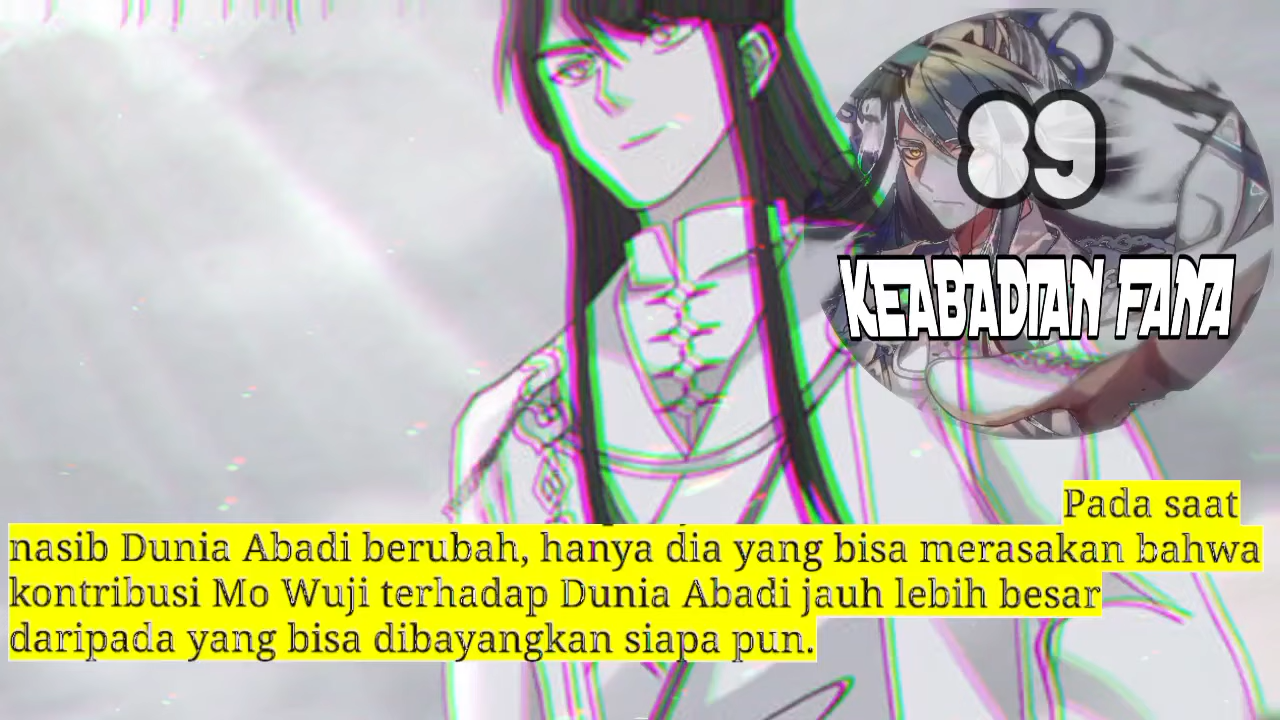 89
KEABADIAN FANA
Pada saat
nasib Dunia Abadi berubah, hanya dia yang bisa merasakan bahwa
kontribusi Mo Wuji terhadap Dunia Abadi jauh lebih besar
daripada yang bisa dibayangkan siapa pun.